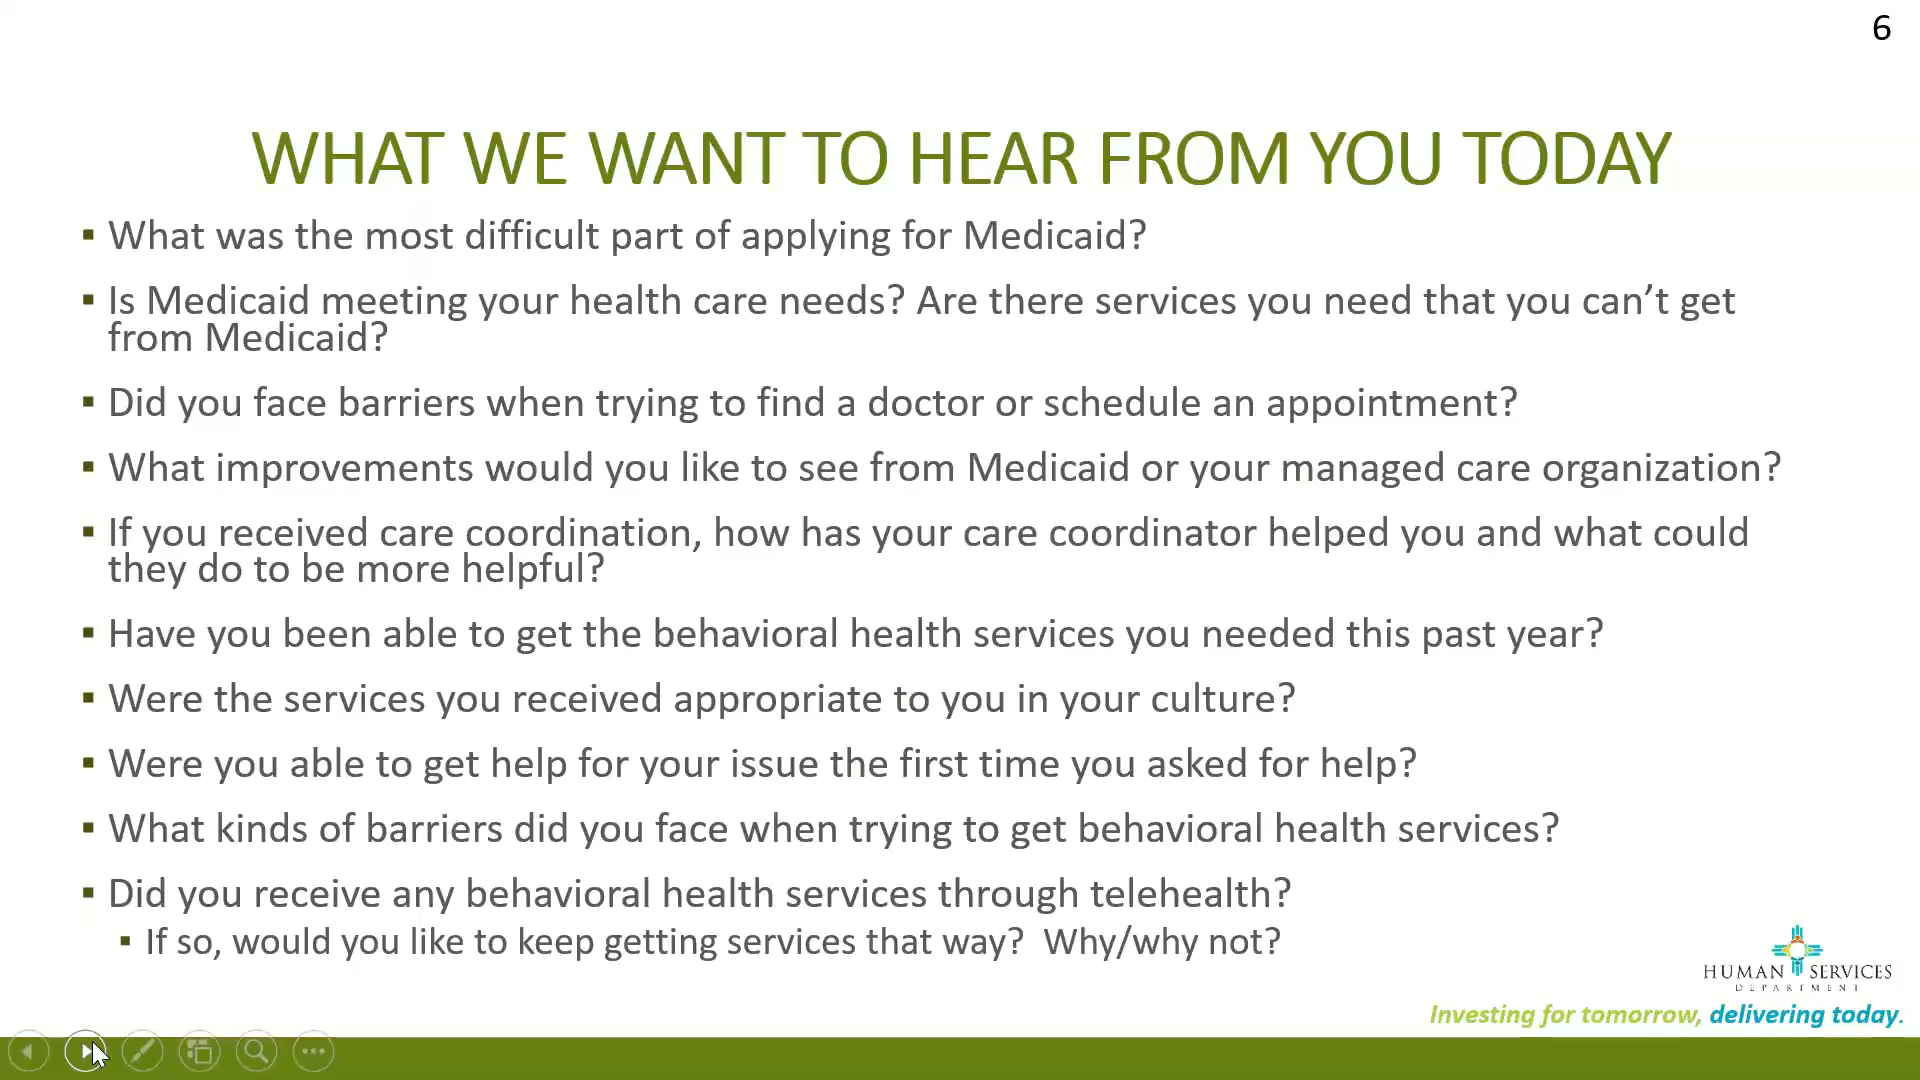 6
WHAT WE WANT TO HEAR FROM YOU TODAY
▪ What was the most difficult part of applying for Medicaid?
▪ Is Medicaid meeting your health care needs? Are there services you need that you can’t get
from Medicaid?
▪ Did you face barriers when trying to find a doctor or schedule an appointment?
▪ What improvements would you like to see from Medicaid or your managed care organization?
▪ If you received care coordination, how has your care coordinator helped you and what could
they do to be more helpful?
▪ Have you been able to get the behavioral health services you needed this past year?
▪ Were the services you received appropriate to you in your culture?
▪ Were you able to get help for your issue the first time you asked for help?
▪ What kinds of barriers did you face when trying to get behavioral health services?
▪ Did you receive any behavioral health services through telehealth?
▪ If so, would you like to keep getting services that way?  Why/why not?
HUMAN SERVICES
DEPARTMENT
Investing for tomorrow, delivering today.